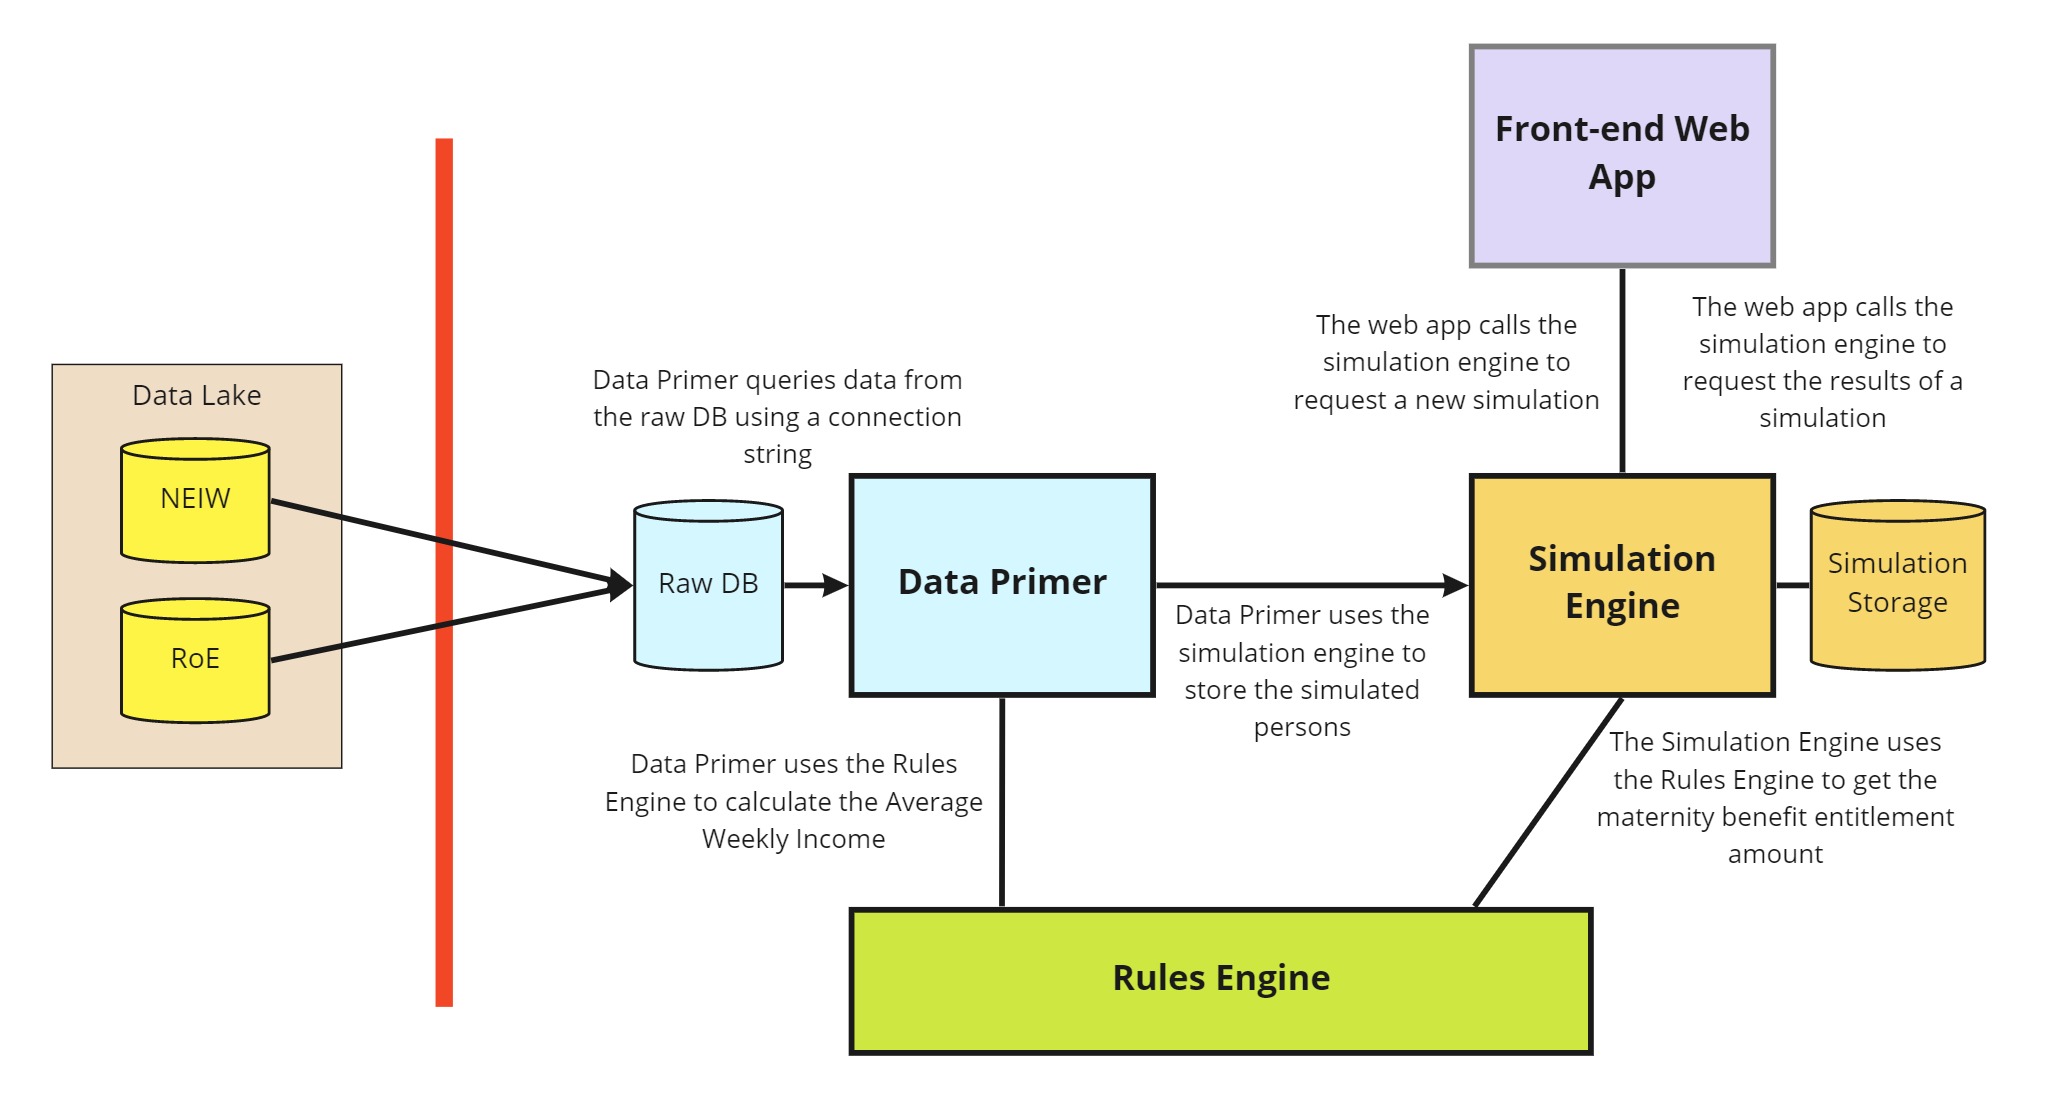 Front-end Web
App
The web app calls the
simulation engine to
request a new simulation
The web app calls the
simulation engine to
request the results of a
simulation
Data Lake
NEIW
RoE
Data Primer queries data from
the raw DB using a connection
string
Raw DB
Data Primer
Data Primer uses the
simulation engine to
store the simulated
persons
Simulation
Engine
Simulation
Storage
Data Primer uses the Rules
Engine to calculate the Average
Weekly Income
The Simulation Engine uses
the Rules Engine to get the
maternity benefit entitlement
amount
Rules Engine